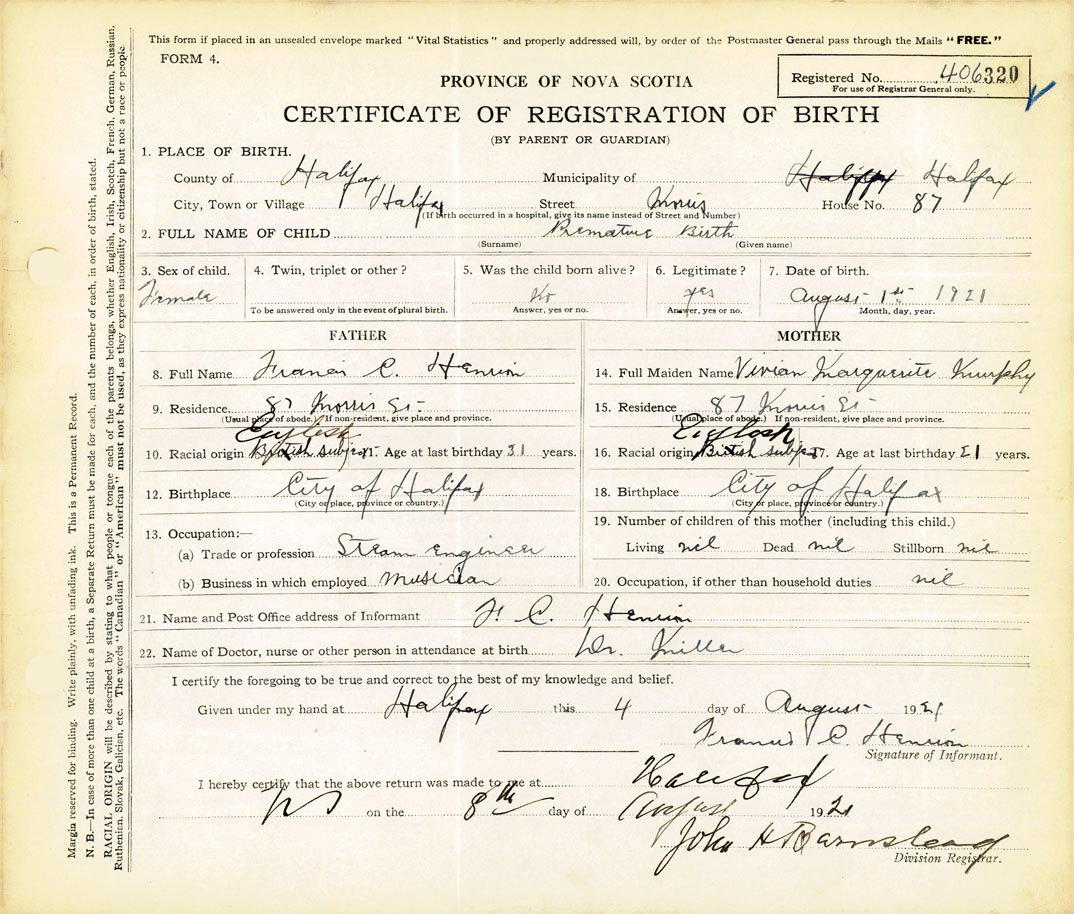 This form if placed in an unsealed envelope marked "Vital Statistics" and properly addressed will, by order of the Postmaster General pass through the Mails "FREE."
FORM 4.
Registered No. 406320
For use of Registrar General only.
PROVINCE OF NOVA SCOTIA
CERTIFICATE OF REGISTRATION OF BIRTH
(BY PARENT OR GUARDIAN)
1. PLACE OF BIRTH.
County of Halifax Municipality of Halifax Halifax
City, Town or Village Halifax Street Morris House No. 87
(If birth occurred in a hospital, give its name instead of Street and Number)
2. FULL NAME OF CHILD Premature Birth
(Surname) (Given name)
3. Sex of child. Female
4. Twin, triplet or other?
To be answered only in the event of plural birth.
5. Was the child born alive? No
Answer, yes or no.
6. Legitimate? yes
Answer, yes or no.
7. Date of birth. August 1st 1921
Month, day, year.
FATHER
8. Full Name Francis C. Henrion
9. Residence 87 Morris St-
(Usual place of abode.) If non-resident, give place and province.
English
10. Racial origin British subject 11. Age at last birthday 31 years.
12. Birthplace City of Halifax
(City or place, province or country.)
13. Occupation:—
(a) Trade or profession Steam engineer
(b) Business in which employed musician
MOTHER
14. Full Maiden Name Vivian Marguerite Murphy
15. Residence 87 Morris St-
(Usual place of abode.) If non-resident, give place and province.
English
16. Racial origin British subject 17. Age at last birthday 21 years.
18. Birthplace City of Halifax
(City or place, province or country.)
19. Number of children of this mother (including this child.)
Living nil Dead nil Stillborn nil
20. Occupation, if other than household duties nil
21. Name and Post Office address of Informant F. C. Henrion
22. Name of Doctor, nurse or other person in attendance at birth Dr. Miller
I certify the foregoing to be true and correct to the best of my knowledge and belief.
Given under my hand at Halifax this 4 day of August 1921
Francis C. Henrion
Signature of Informant.
I hereby certify that the above return was made to me at Halifax
NS on the 8th day of August 1921
John H Barnstead
Division Registrar.
Margin reserved for binding. Write plainly, with unfading ink. This is a Permanent Record.
N. B.—In case of more than one child at a birth, a Separate Return must be made for each, and the number of each, in order of birth, stated.
RACIAL ORIGIN will be described by stating to what people or tongue each of the parents belongs, whether English, Irish, Scotch, French, German, Russian,
Ruthenian, Slovak, Galician, etc. The words "Canadian" or "American" must not be used, as they express nationality or citizenship but not a race or people.